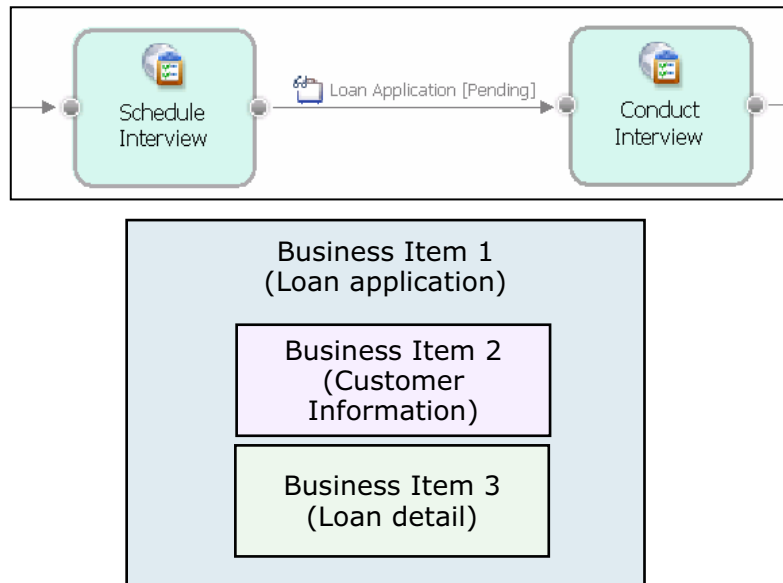 Schedule
Interview
Loan Application [Pending]
Conduct
Interview
Business Item 1
(Loan application)
Business Item 2
(Customer
Information)
Business Item 3
(Loan detail)